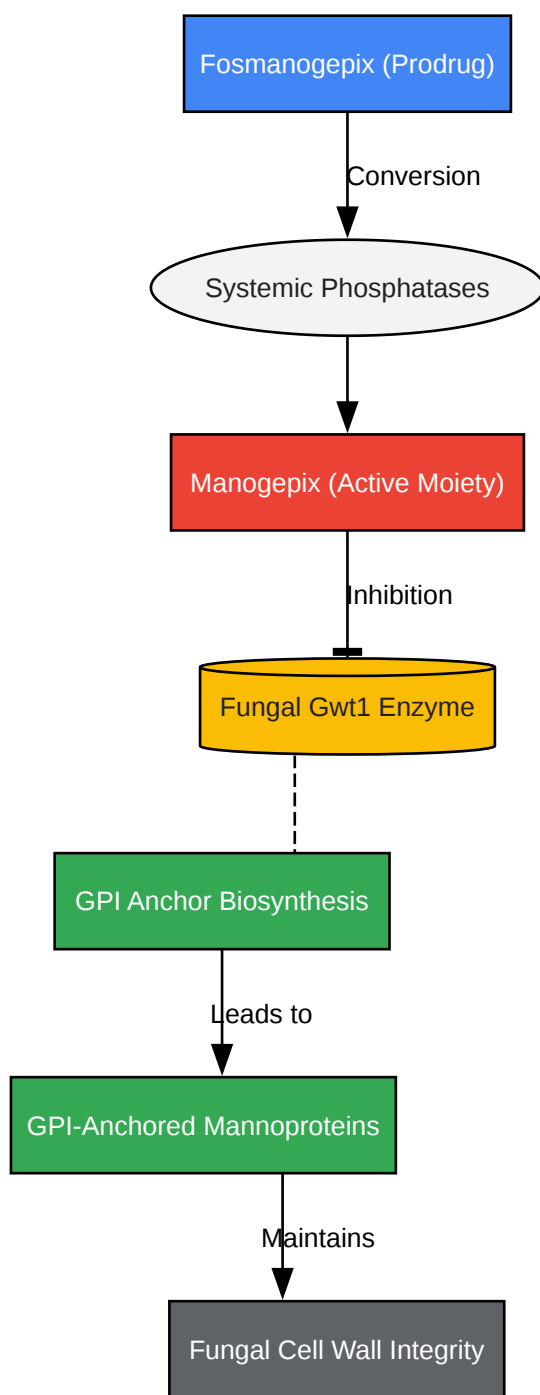 Fosmanogepix (Prodrug)
Conversion
Systemic Phosphatases
Manogepix (Active Moiety)
Inhibition
Fungal Gwt1 Enzyme
GPI Anchor Biosynthesis
Leads to
GPI-Anchored Mannoproteins
Maintains
Fungal Cell Wall Integrity